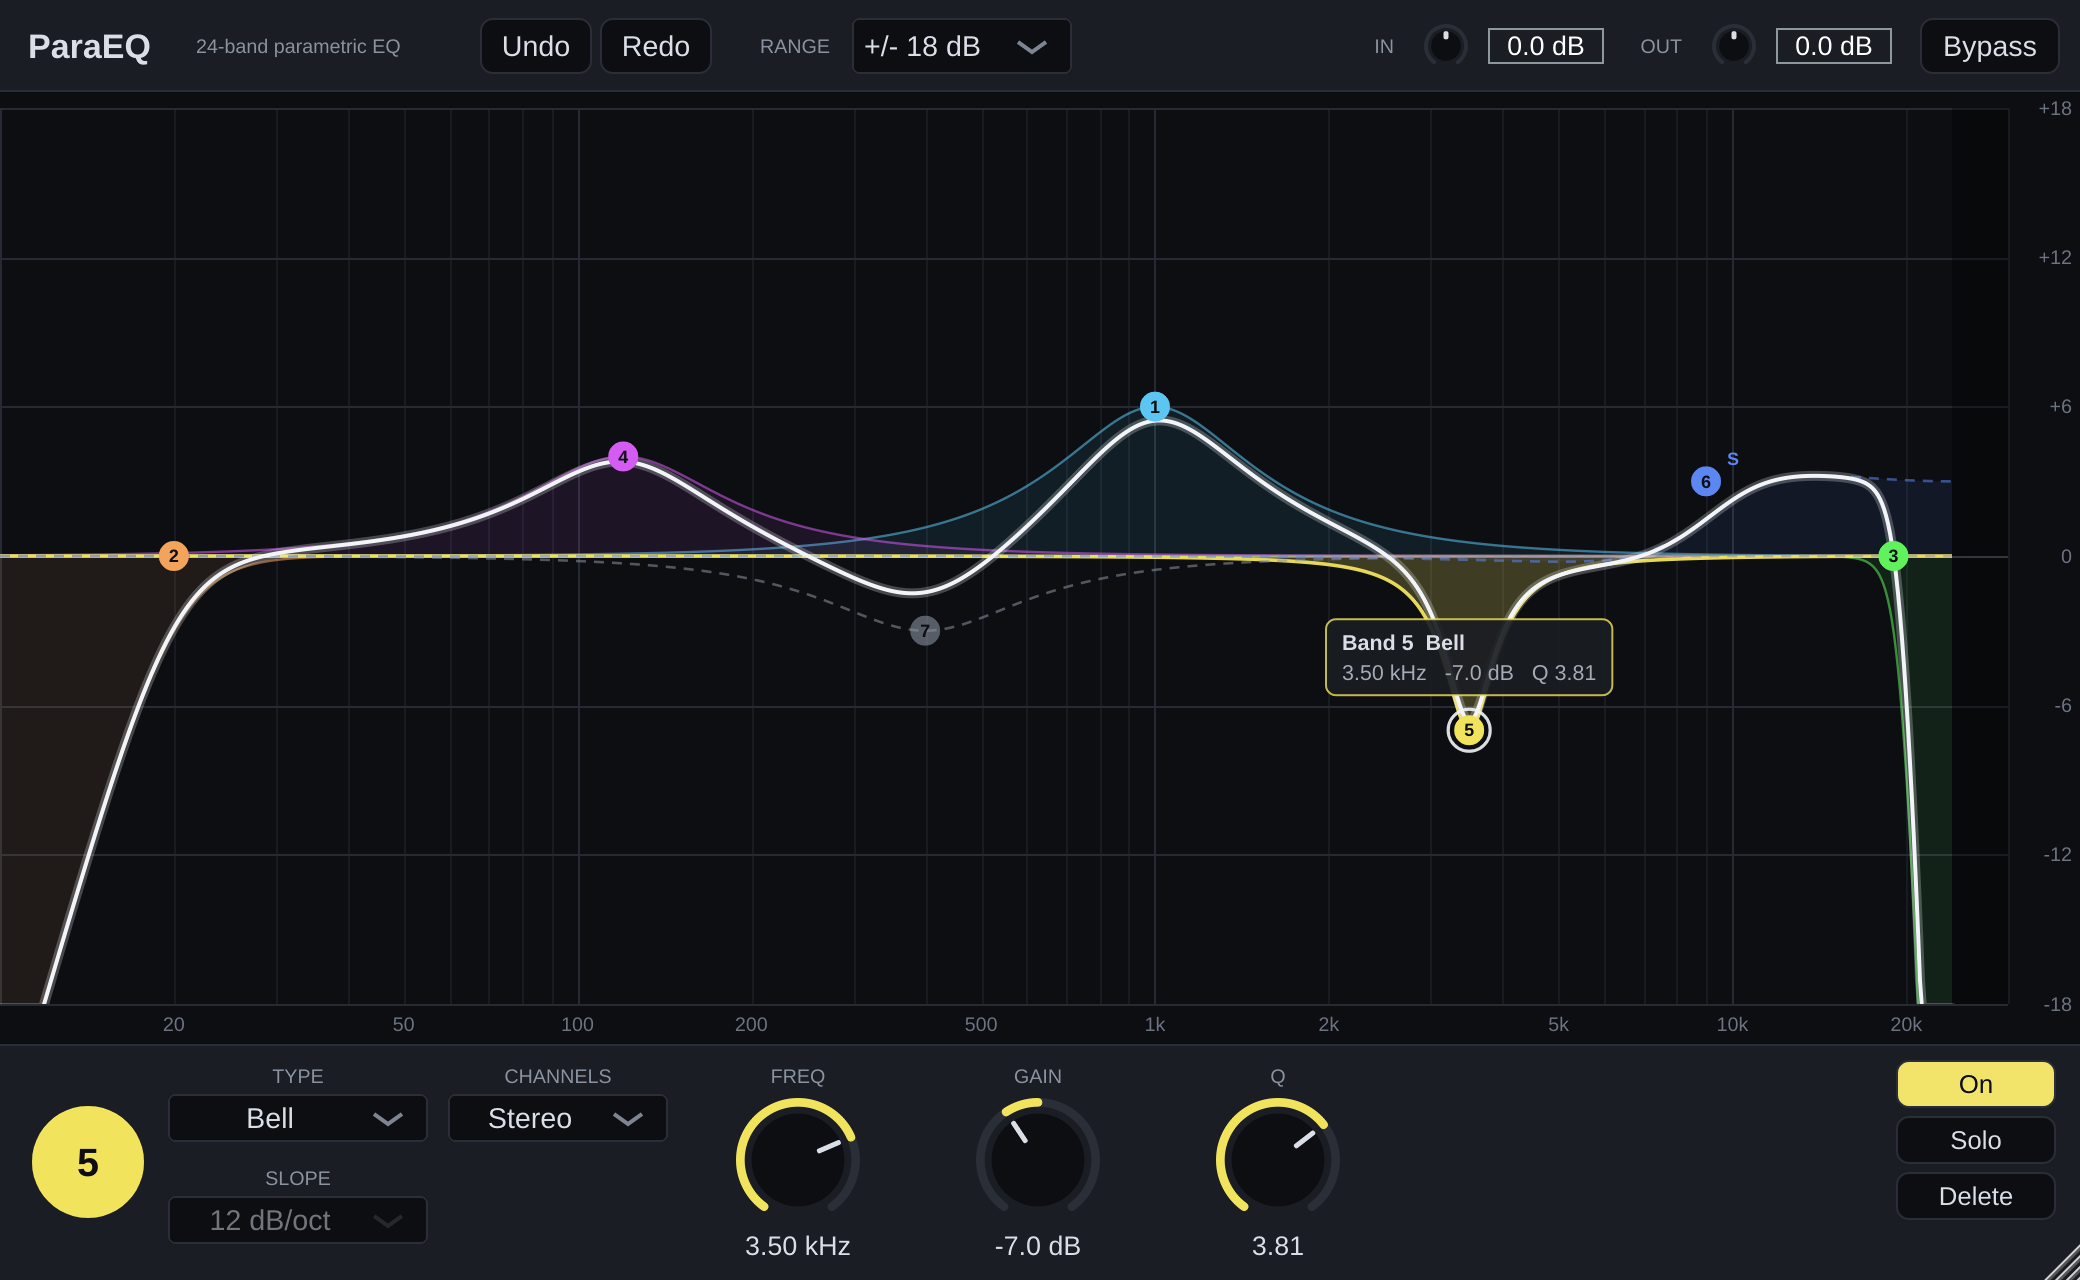 ParaEQ 24-band parametric EQ Undo Redo RANGE +/- 18 dB IN 0.0 dB OUT 0.0 dB Bypass
+18
+12
+6
0
-6
-12
-18
4
1
6 S
2
3
7
Band 5 Bell
3.50 kHz -7.0 dB Q 3.81
5
20 50 100 200 500 1k 2k 5k 10k 20k
TYPE CHANNELS FREQ GAIN Q
Bell Stereo
5
SLOPE
12 dB/oct
3.50 kHz -7.0 dB 3.81
On
Solo
Delete